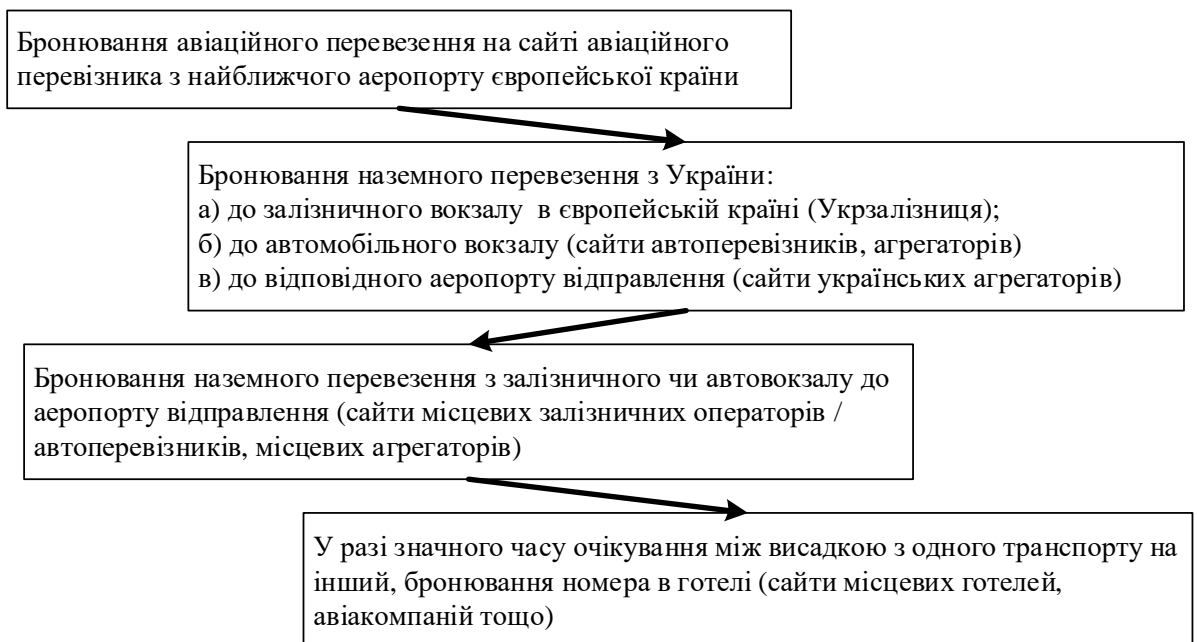 Бронювання авіаційного перевезення на сайті авіаційного
перевізника з найближчого аеропорту європейської країни
Бронювання наземного перевезення з України:
а) до залізничного вокзалу в європейській країні (Укрзалізниця);
б) до автомобільного вокзалу (сайти автоперевізників, агрегаторів)
в) до відповідного аеропорту відправлення (сайти українських агрегаторів)
Бронювання наземного перевезення з залізничного чи автовокзалу до
аеропорту відправлення (сайти місцевих залізничних операторів /
автоперевізників, місцевих агрегаторів)
У разі значного часу очікування між висадкою з одного транспорту на
інший, бронювання номера в готелі (сайти місцевих готелей,
авіакомпаній тощо)